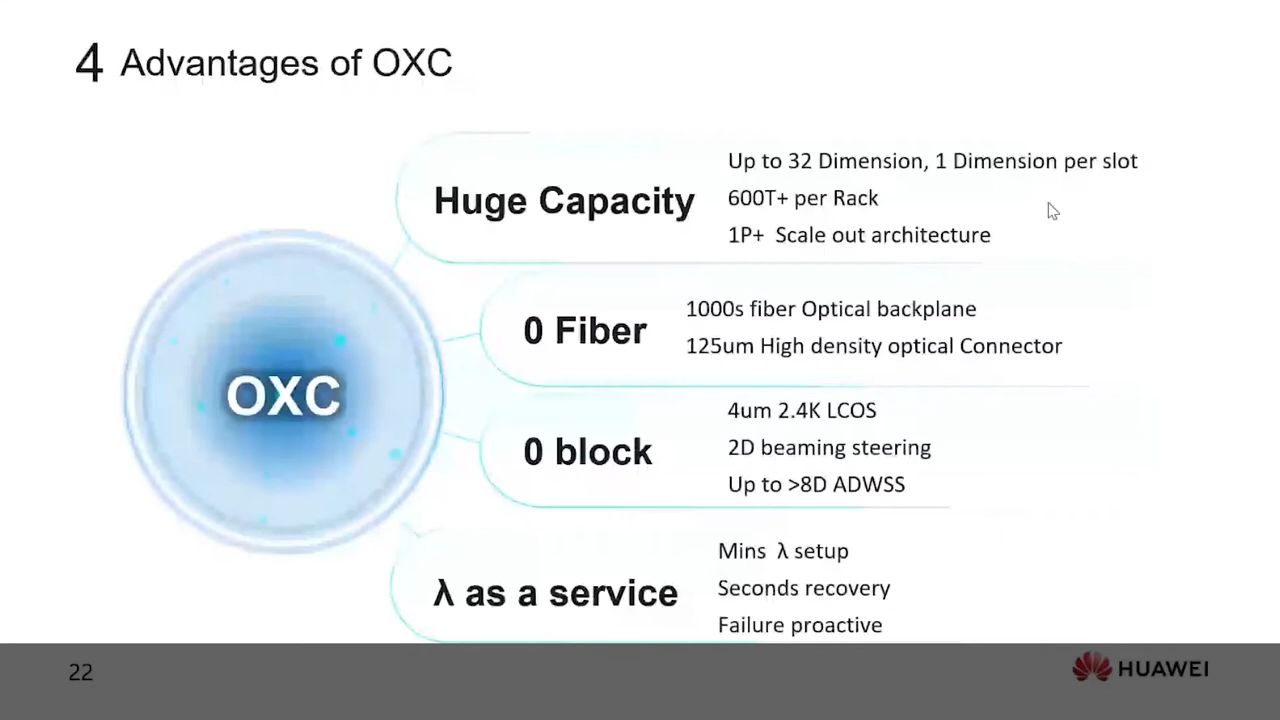 4 Advantages of OXC
OXC
Huge Capacity
Up to 32 Dimension, 1 Dimension per slot
600T+ per Rack
1P+ Scale out architecture
0 Fiber
1000s fiber Optical backplane
125um High density optical Connector
0 block
4um 2.4K LCOS
2D beaming steering
Up to >8D ADWSS
λ as a service
Mins λ setup
Seconds recovery
Failure proactive
22
HUAWEI